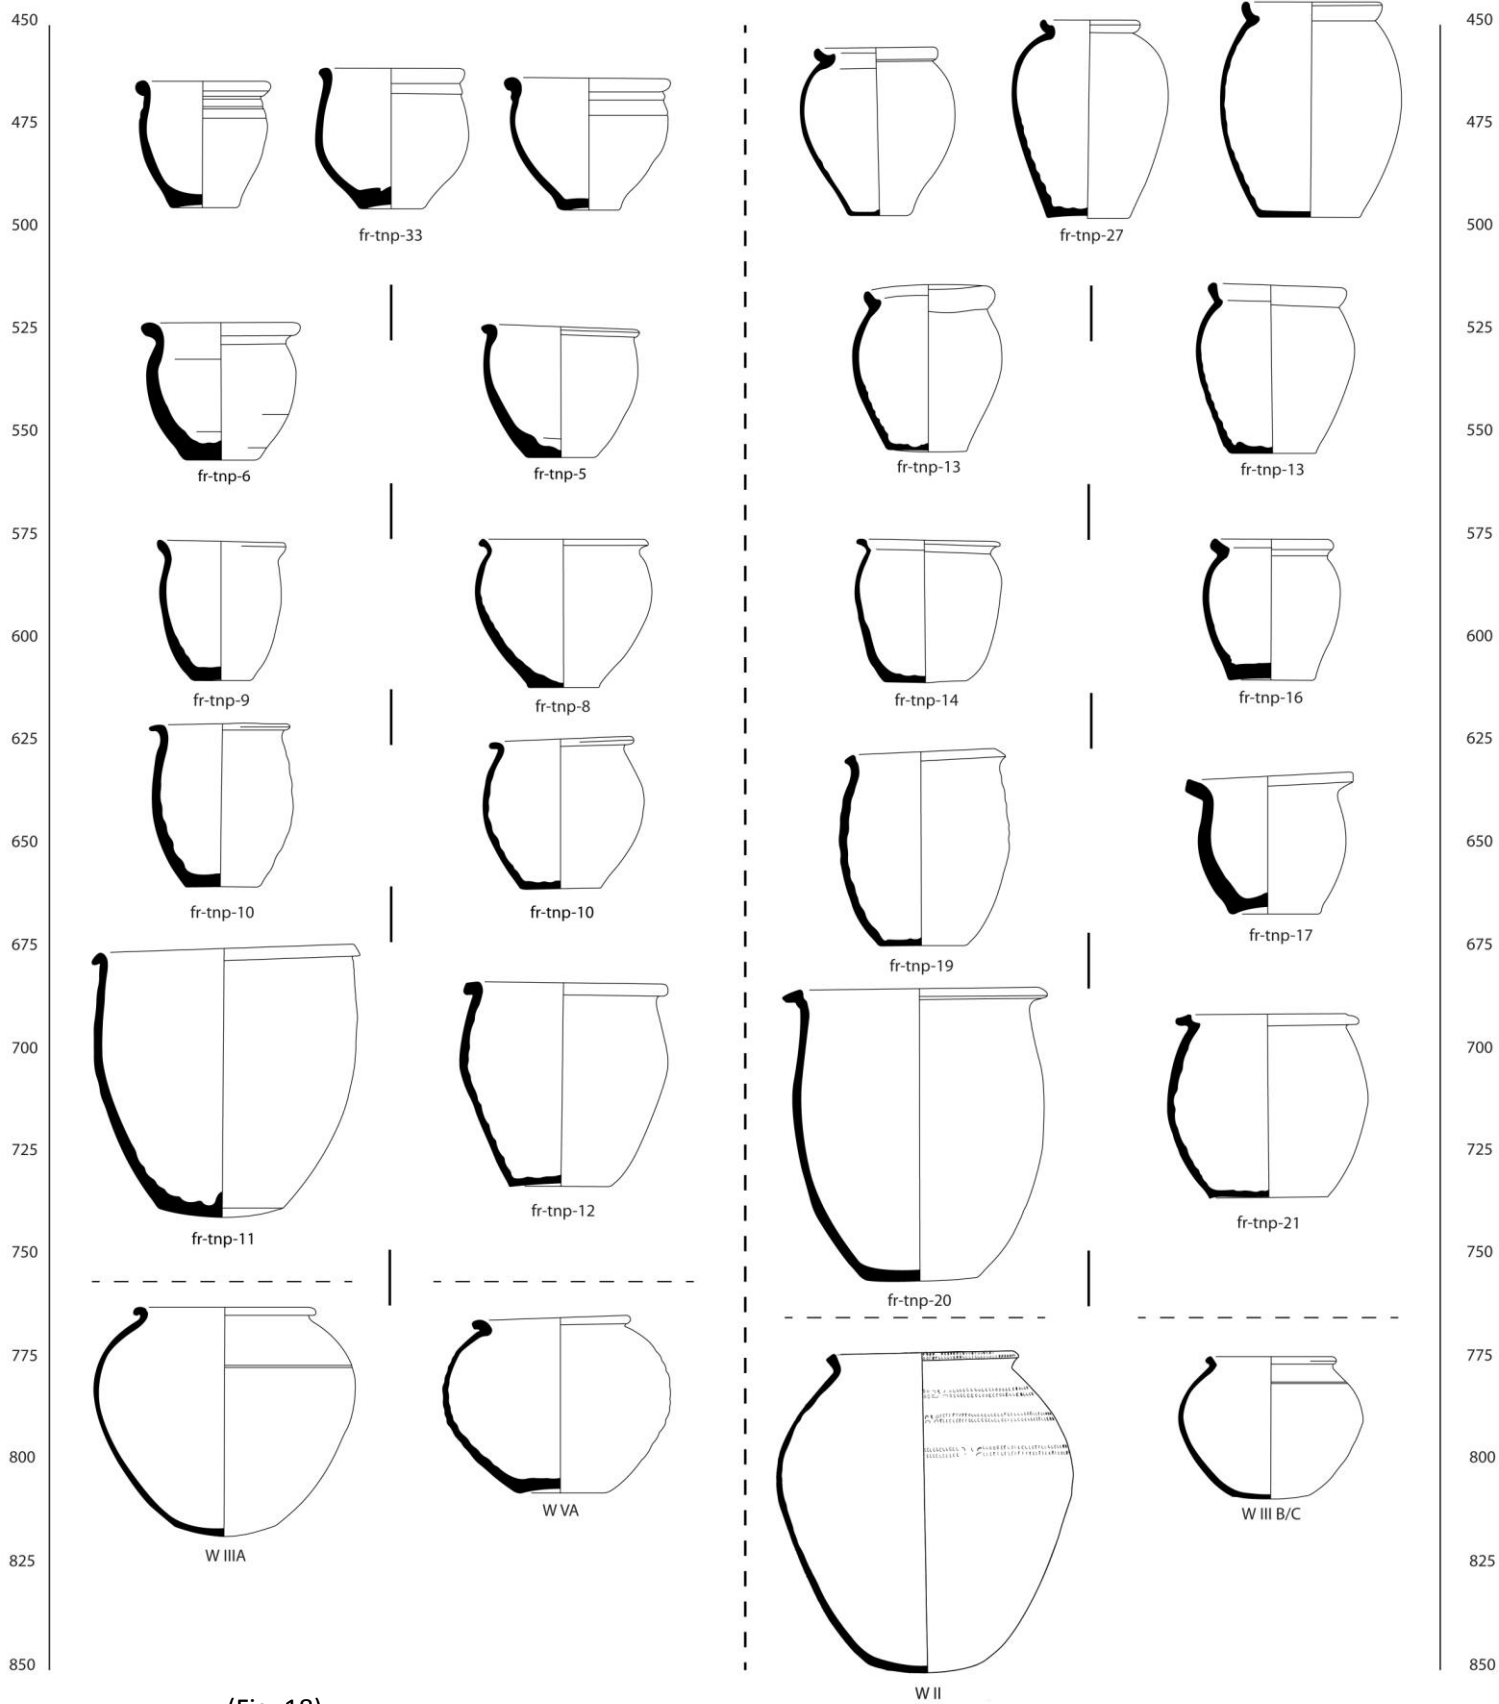 450
450
475
475
500
fr-tnp-33
fr-tnp-27
500
525
525
550
550
fr-tnp-6
fr-tnp-5
fr-tnp-13
fr-tnp-13
575
575
600
600
fr-tnp-9
fr-tnp-8
fr-tnp-14
fr-tnp-16
625
625
650
650
fr-tnp-10
fr-tnp-10
fr-tnp-19
fr-tnp-17
675
675
700
700
725
725
fr-tnp-11
fr-tnp-12
fr-tnp-20
fr-tnp-21
750
750
775
775
800
800
W IIIA
W VA
W III B/C
825
825
850
850
W II
(Fig. 18)